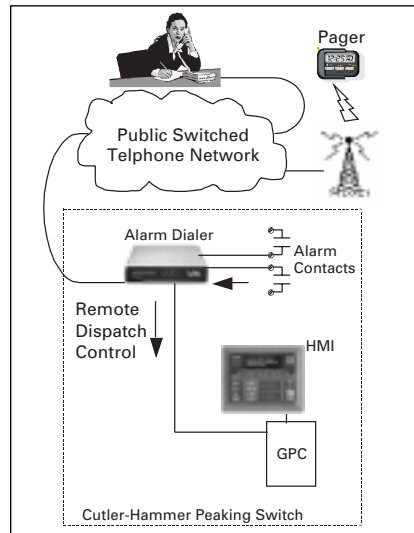 Pager
Public Switched
Telphone Network
Alarm Dialer
Alarm
Contacts
Remote
Dispatch
Control
HMI
GPC
Cutler-Hammer Peaking Switch